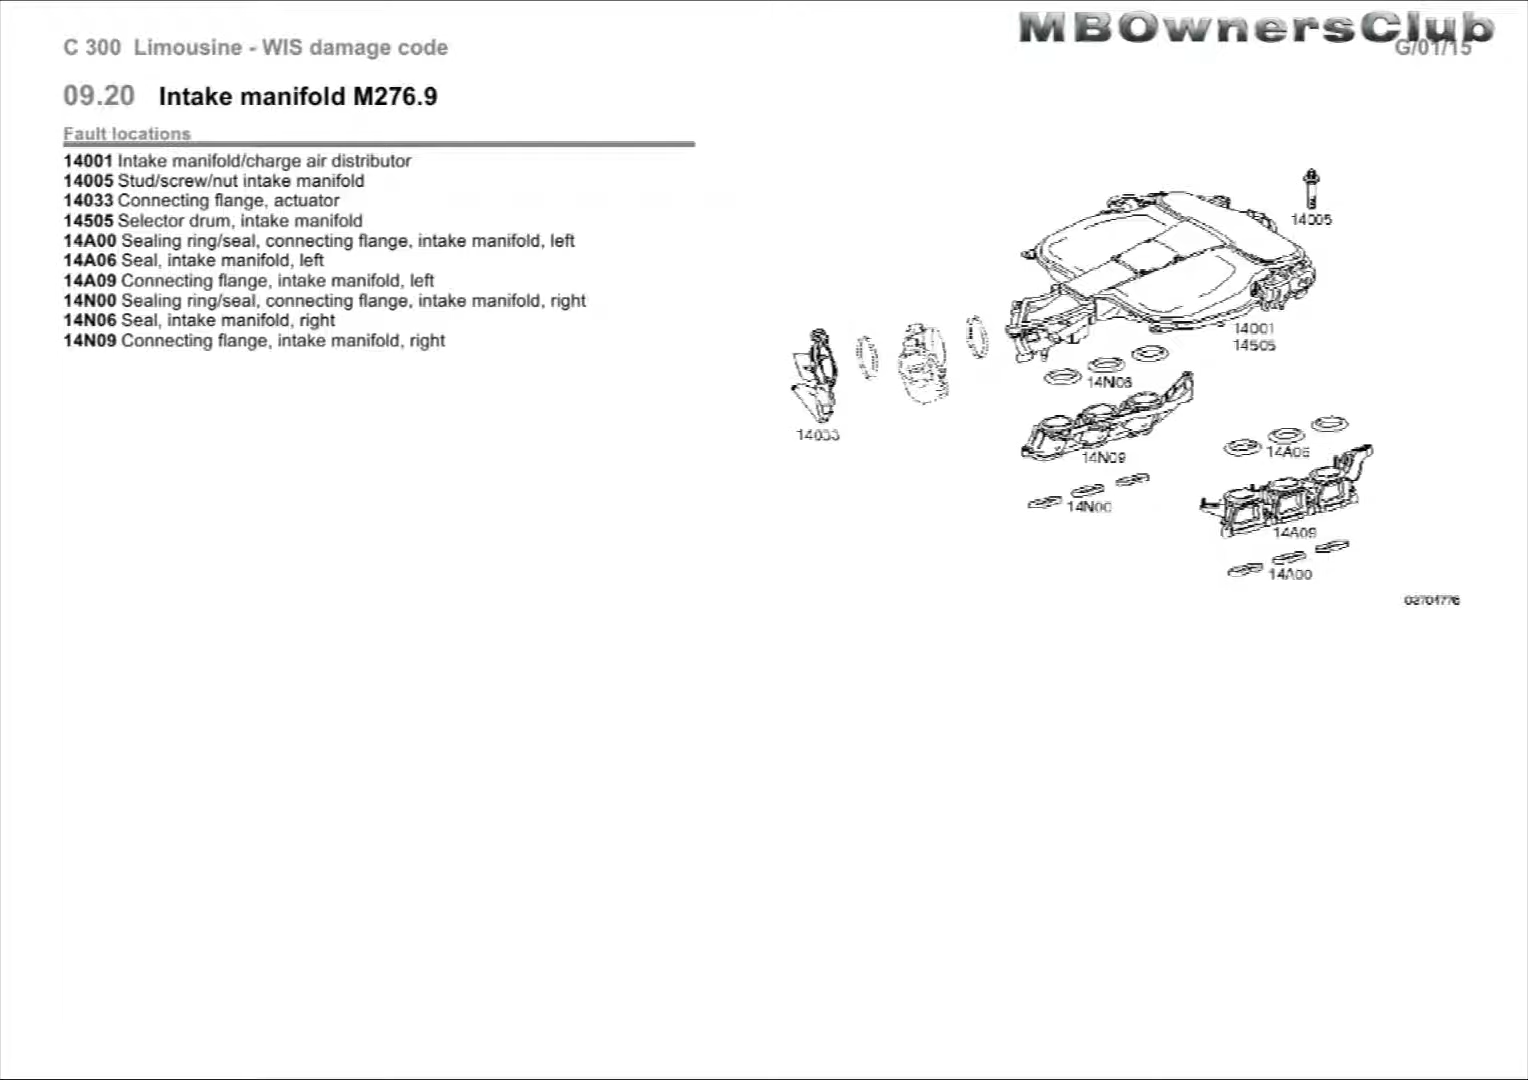 MBOwnersClub
C 300 Limousine - WIS damage code
G/01/15
09.20 Intake manifold M276.9
Fault locations
14001 Intake manifold/charge air distributor
14005 Stud/screw/nut intake manifold
14033 Connecting flange, actuator
14505 Selector drum, intake manifold
14A00 Sealing ring/seal, connecting flange, intake manifold, left
14A06 Seal, intake manifold, left
14A09 Connecting flange, intake manifold, left
14N00 Sealing ring/seal, connecting flange, intake manifold, right
14N06 Seal, intake manifold, right
14N09 Connecting flange, intake manifold, right
14005
14001
14505
14N06
14033
14N09
14A06
14N00
14A09
14A00
02704776